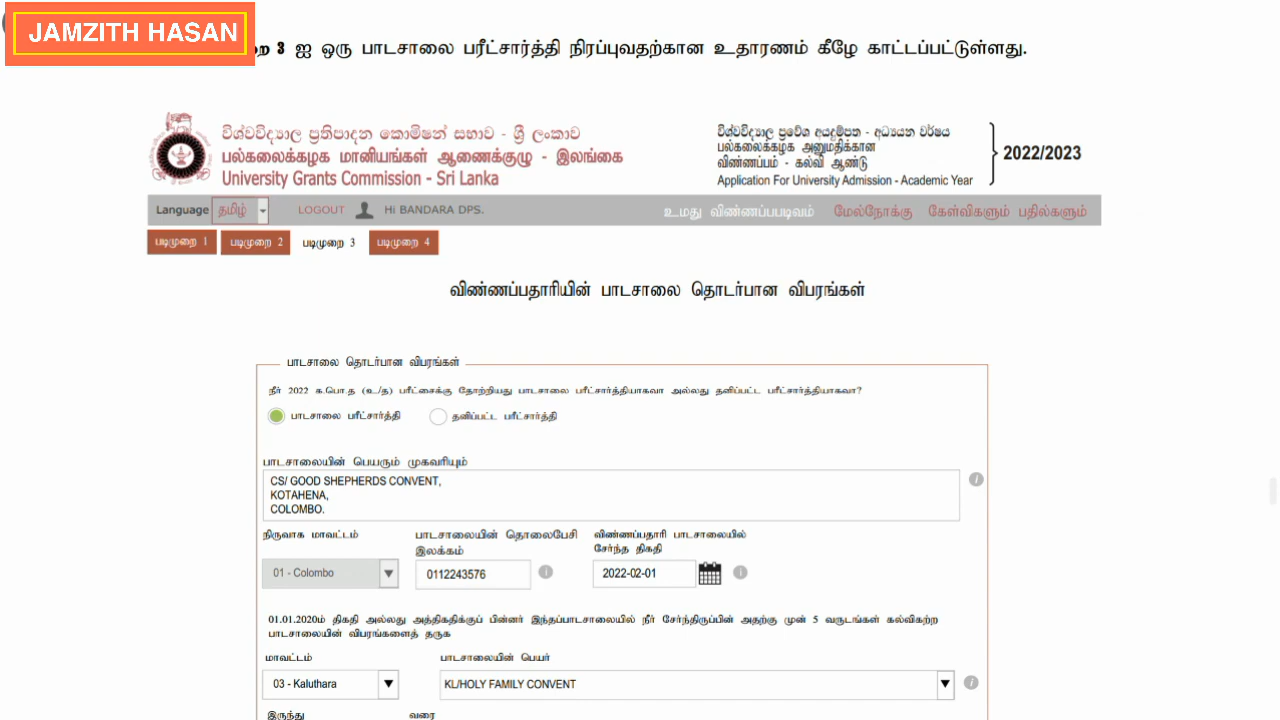 JAMZITH HASAN
றை 3 ஐ ஒரு பாடசாலை பரீட்சார்த்தி நிரப்புவதற்கான உதாரணம் கீழே காட்டப்பட்டுள்ளது.
විශ්වවිද්‍යාල ප්‍රතිපාදන කොමිෂන් සභාව - ශ්‍රී ලංකාව
பல்கலைக்கழக மானியங்கள் ஆணைக்குழு - இலங்கை
University Grants Commission - Sri Lanka
විශ්වවිද්‍යාල ප්‍රවේශ අයදුම්පත - අධ්‍යයන වර්ෂය
பல்கலைக்கழக அனுமதிக்கான
விண்ணப்பம் - கல்வி ஆண்டு
Application For University Admission - Academic Year
2022/2023
Language தமிழ் LOGOUT Hi BANDARA DPS. உமது விண்ணப்படிவம் மேல்நோக்கு கேள்விகளும் பதில்களும்
படிமுறை 1 படிமுறை 2 படிமுறை 3 படிமுறை 4
விண்ணப்பதாரியின் பாடசாலை தொடர்பான விபரங்கள்
பாடசாலை தொடர்பான விபரங்கள்
நீர் 2022 க.பொ.த (உ/த) பரீட்சைக்கு தோற்றியது பாடசாலை பரீட்சார்த்தியாகவா அல்லது தனிப்பட்ட பரீட்சார்த்தியாகவா?
பாடசாலை பரீட்சார்த்தி தனிப்பட்ட பரீட்சார்த்தி
பாடசாலையின் பெயரும் முகவரியும்
CS/ GOOD SHEPHERDS CONVENT,
KOTAHENA,
COLOMBO.
நிருவாக மாவட்டம்
பாடசாலையின் தொலைபேசி
இலக்கம்
விண்ணப்பதாரி பாடசாலையில்
சேர்ந்த திகதி
01 - Colombo 0112243576 2022-02-01
01.01.2020ம் திகதி அல்லது அத்திகதிக்குப் பின்னர் இந்தப்பாடசாலையில் நீர் சேர்ந்திருப்பின் அதற்கு முன் 5 வருடங்கள் கல்விகற்ற
பாடசாலையின் விபரங்களைத் தருக
மாவட்டம் பாடசாலையின் பெயர்
03 - Kaluthara KL/HOLY FAMILY CONVENT
இருந்து வரை